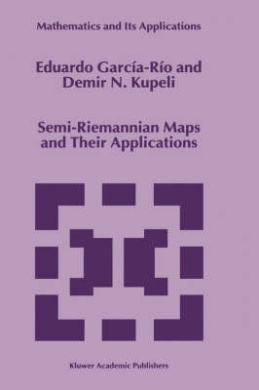 Mathematics and Its Applications
Eduardo García-Río and
Demir N. Kupeli
Semi-Riemannian Maps
and Their Applications
Kluwer Academic Publishers